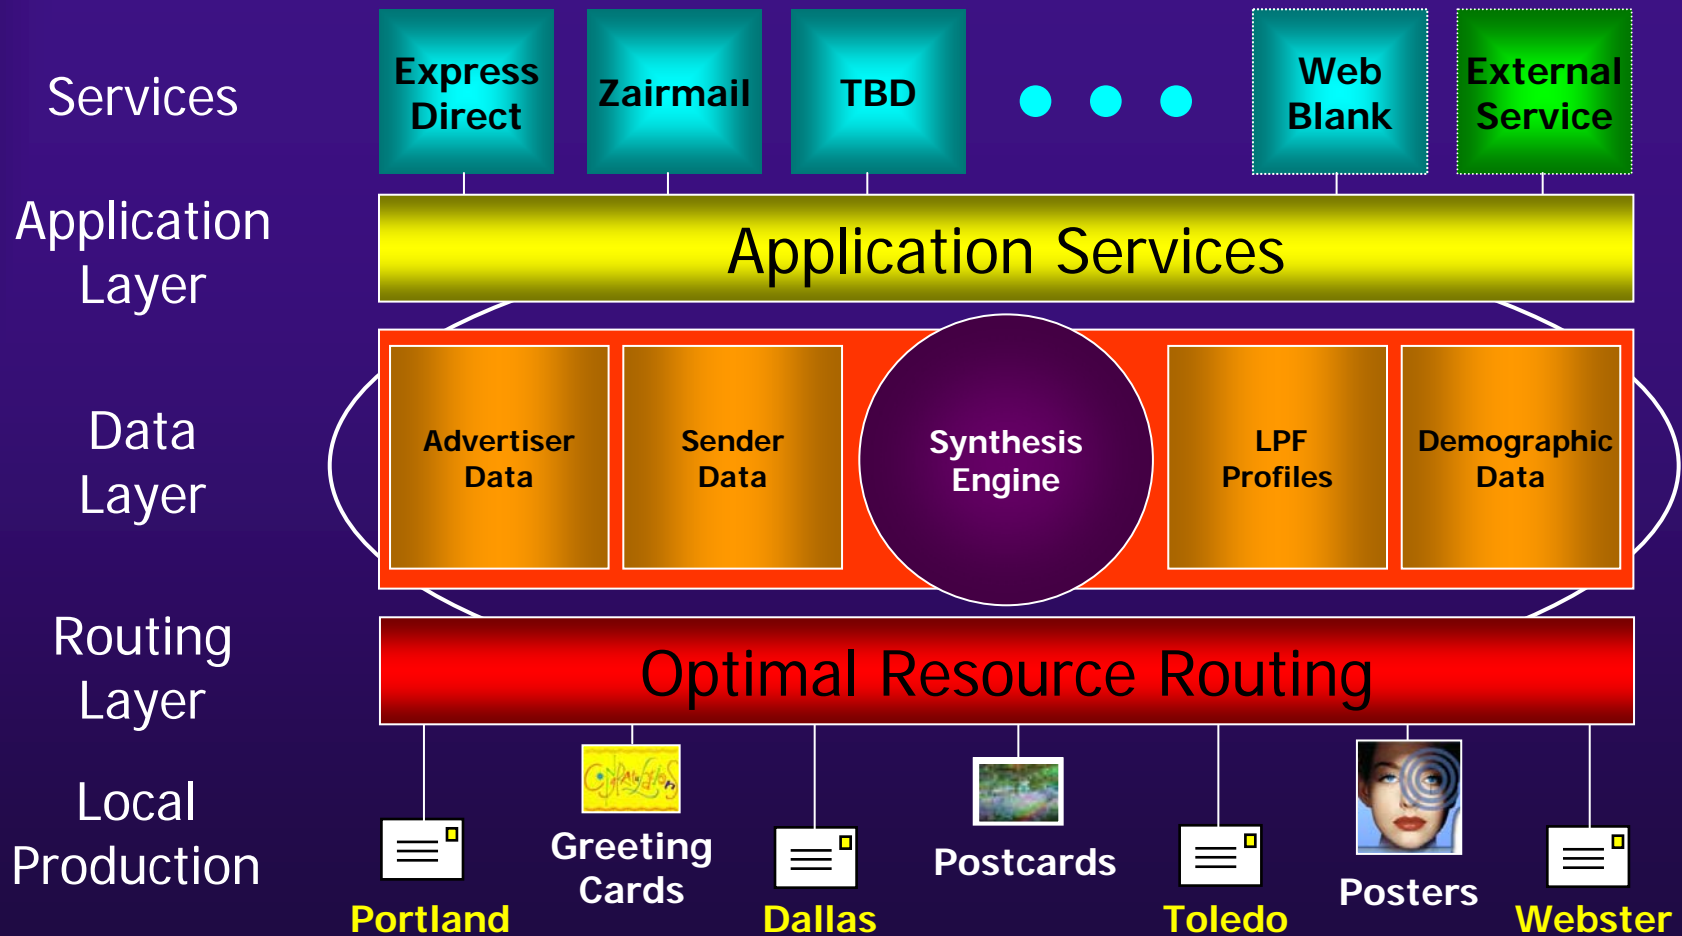 Services
Express
Direct
Zairmail
TBD
Web
Blank
External
Service
Application
Layer
Application Services
Data
Layer
Advertiser
Data
Sender
Data
Synthesis
Engine
LPF
Profiles
Demographic
Data
Routing
Layer
Optimal Resource Routing
Local
Production
Portland
Greeting
Cards
Dallas
Postcards
Toledo
Posters
Webster